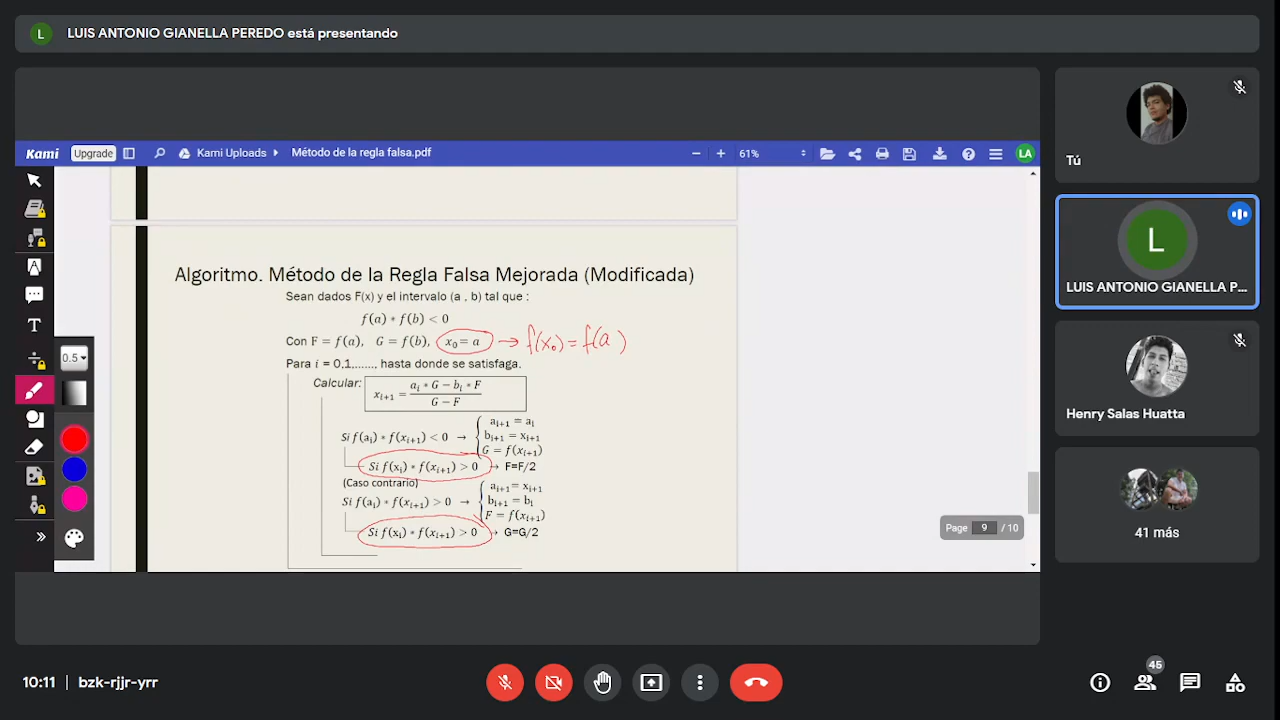 L LUIS ANTONIO GIANELLA PEREDO está presentando
Kami Upgrade Kami Uploads Método de la regla falsa.pdf 61% LA
T
0.5
Algoritmo. Método de la Regla Falsa Mejorada (Modificada)
Sean dados F(x) y el intervalo (a , b) tal que :
f(a) * f(b) < 0
Con F = f(a), G = f(b), x₀ = a → f(x₀) = f(a)
Para i = 0,1,......, hasta donde se satisfaga.
Calcular: xᵢ₊₁ = (aᵢ * G − bᵢ * F) / (G − F)
Si f(aᵢ) * f(xᵢ₊₁) < 0 → { aᵢ₊₁ = aᵢ
bᵢ₊₁ = xᵢ₊₁
G = f(xᵢ₊₁)
Si f(xᵢ) * f(xᵢ₊₁) > 0 → F=F/2
(Caso contrario)
Si f(aᵢ) * f(xᵢ₊₁) > 0 → { aᵢ₊₁ = xᵢ₊₁
bᵢ₊₁ = bᵢ
F = f(xᵢ₊₁)
Si f(xᵢ) * f(xᵢ₊₁) > 0 → G=G/2
Page 9 / 10
Tú
L
LUIS ANTONIO GIANELLA P...
Henry Salas Huatta
41 más
10:11 | bzk-rjjr-yrr
45